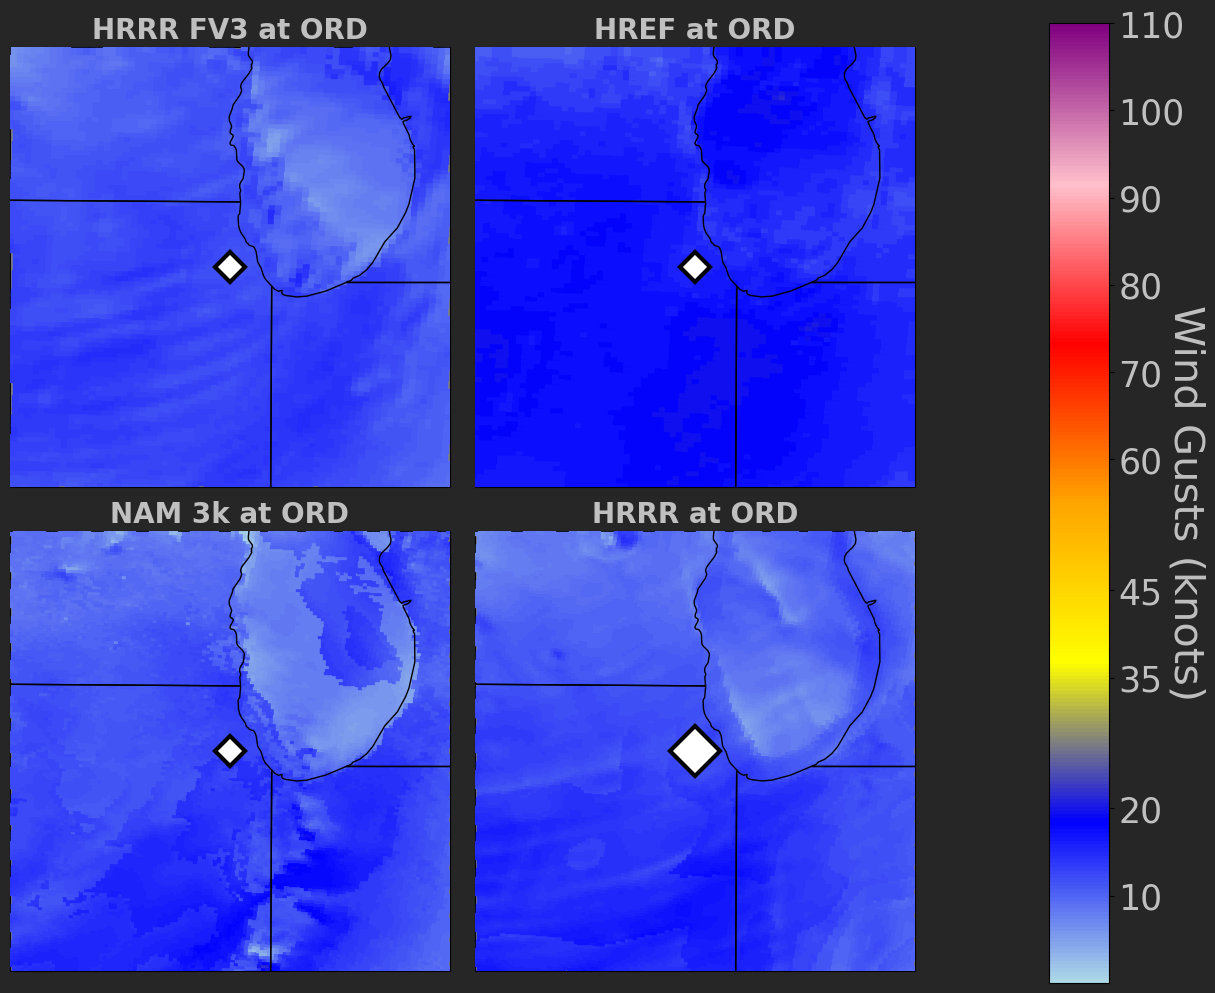 HRRR FV3 at ORD
HREF at ORD
NAM 3k at ORD
HRRR at ORD
110
100
90
80
70
60
45
35
20
10
Wind Gusts (knots)